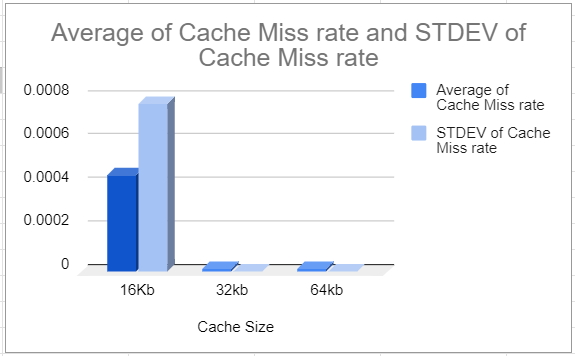 Average of Cache Miss rate and STDEV of
Cache Miss rate
0.0008
0.0006
0.0004
0.0002
0
16Kb
32kb
64kb
Cache Size
Average of
Cache Miss rate
STDEV of Cache
Miss rate